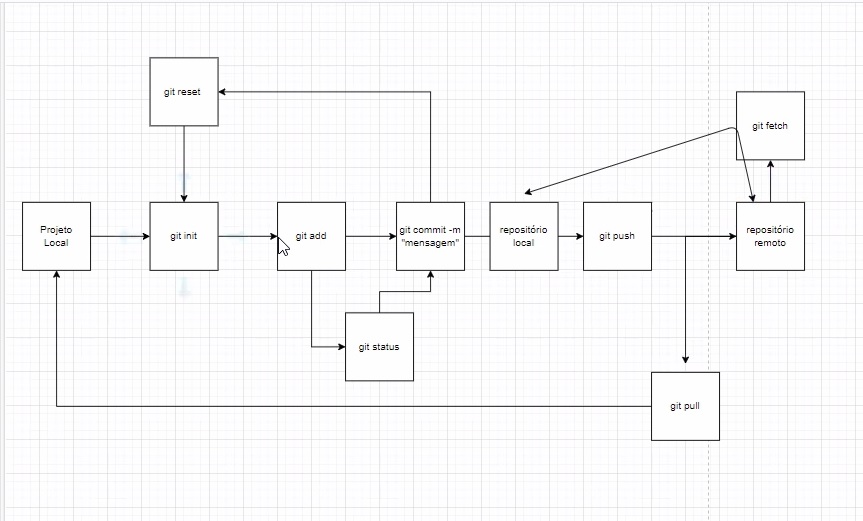 git reset
git fetch
Projeto
Local
git init
git add
git commit -m
"mensagem"
repositório
local
git push
repositório
remoto
git status
git pull